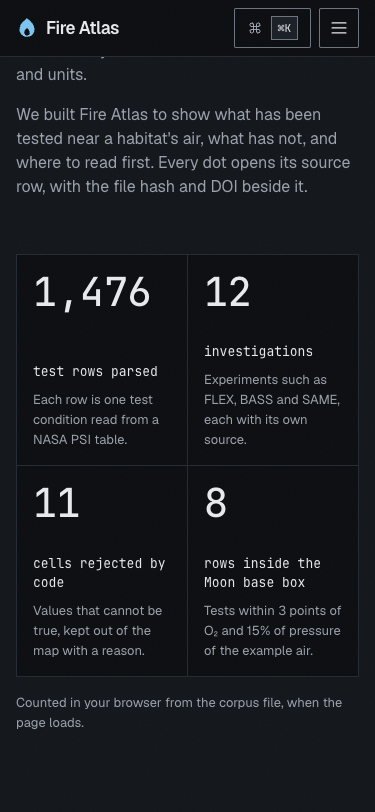 Fire Atlas
⌘ ⌘K
and units.
We built Fire Atlas to show what has been
tested near a habitat's air, what has not, and
where to read first. Every dot opens its source
row, with the file hash and DOI beside it.
1,476
test rows parsed
Each row is one test
condition read from a
NASA PSI table.
12
investigations
Experiments such as
FLEX, BASS and SAME,
each with its own
source.
11
cells rejected by
code
Values that cannot be
true, kept out of the
map with a reason.
8
rows inside the
Moon base box
Tests within 3 points of
O₂ and 15% of pressure
of the example air.
Counted in your browser from the corpus file, when the
page loads.